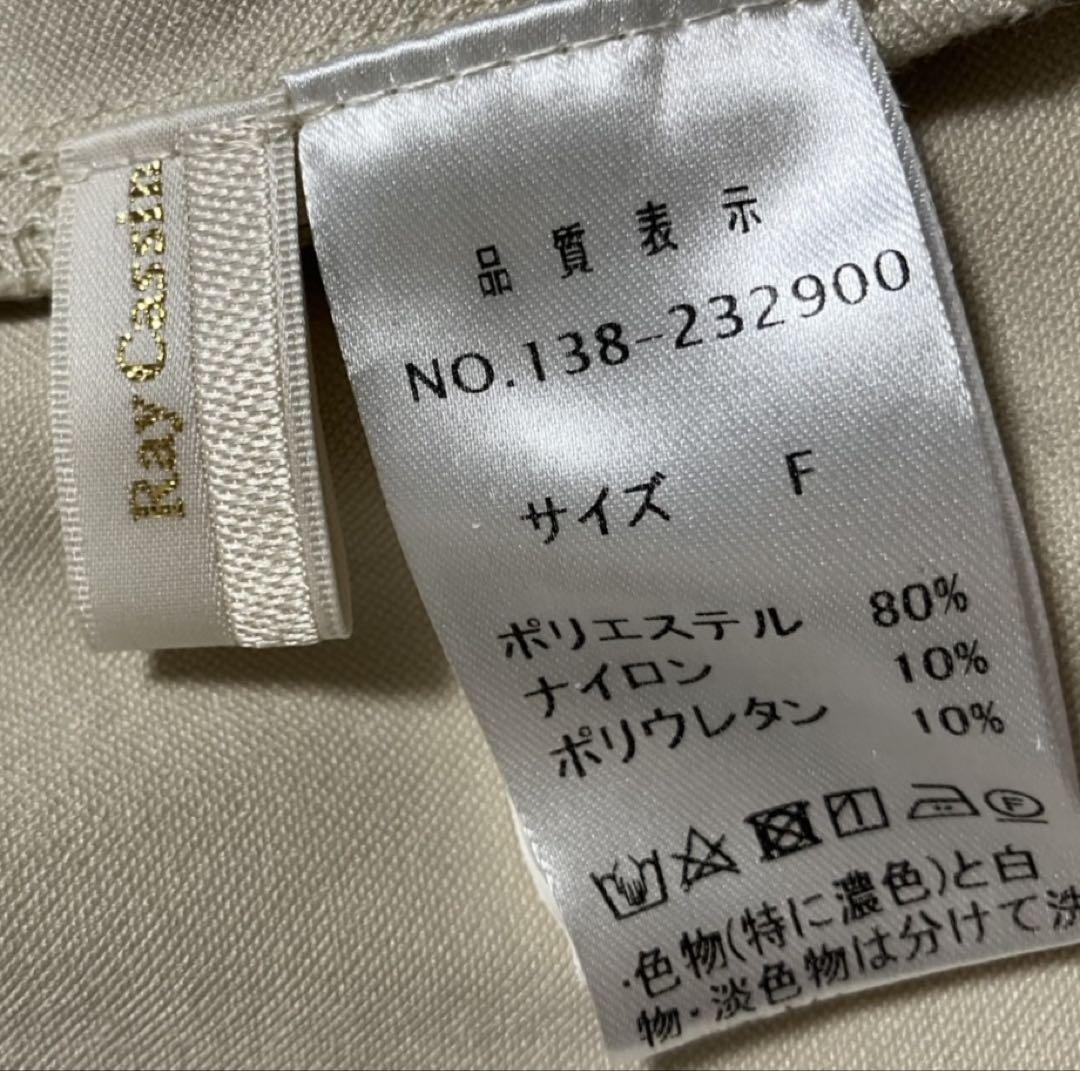 Ray Cassin
品質表示
NO.138-232900
サイズ F
ポリエステル 80%
ナイロン 10%
ポリウレタン 10%
F
・色物(特に濃色)と白
物・淡色物は分けて洗